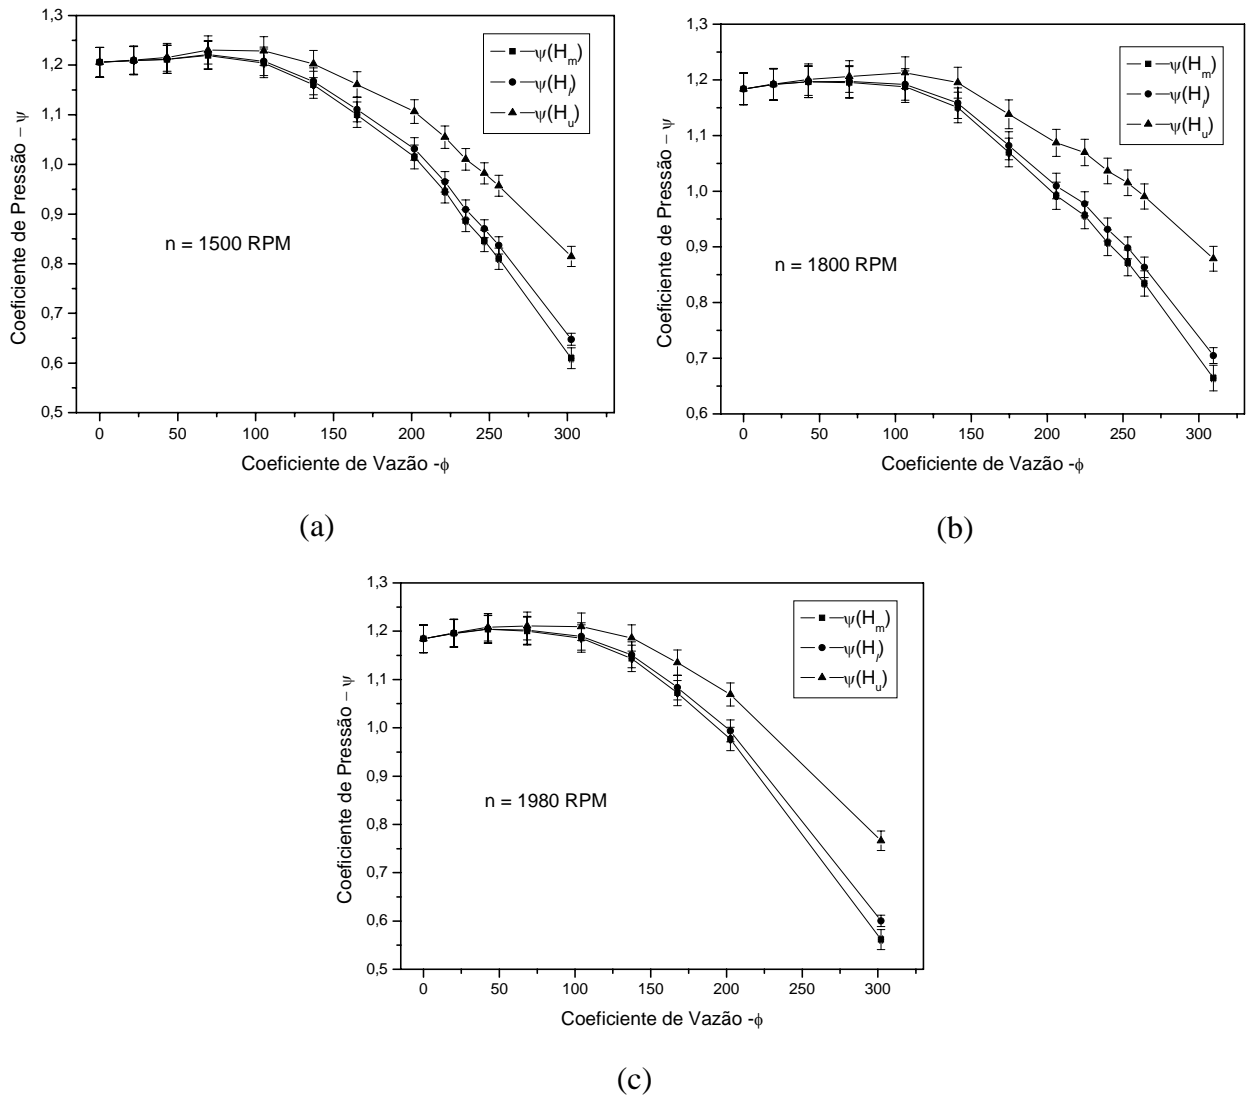 1,3
1,2
1,1
1,0
0,9
0,8
0,7
0,6
0,5
Coeficiente de Pressão – ψ
ψ(Hm)
ψ(Hl)
ψ(Hu)
n = 1500 RPM
0 50 100 150 200 250 300
Coeficiente de Vazão -ϕ
(a)
1,3
1,2
1,1
1,0
0,9
0,8
0,7
0,6
Coeficiente de Pressão – ψ
ψ(Hm)
ψ(Hl)
ψ(Hu)
n = 1800 RPM
0 50 100 150 200 250 300
Coeficiente de Vazão -ϕ
(b)
1,3
1,2
1,1
1,0
0,9
0,8
0,7
0,6
0,5
Coeficiente de Pressão – ψ
ψ(Hm)
ψ(Hl)
ψ(Hu)
n = 1980 RPM
0 50 100 150 200 250 300
Coeficiente de Vazão -ϕ
(c)